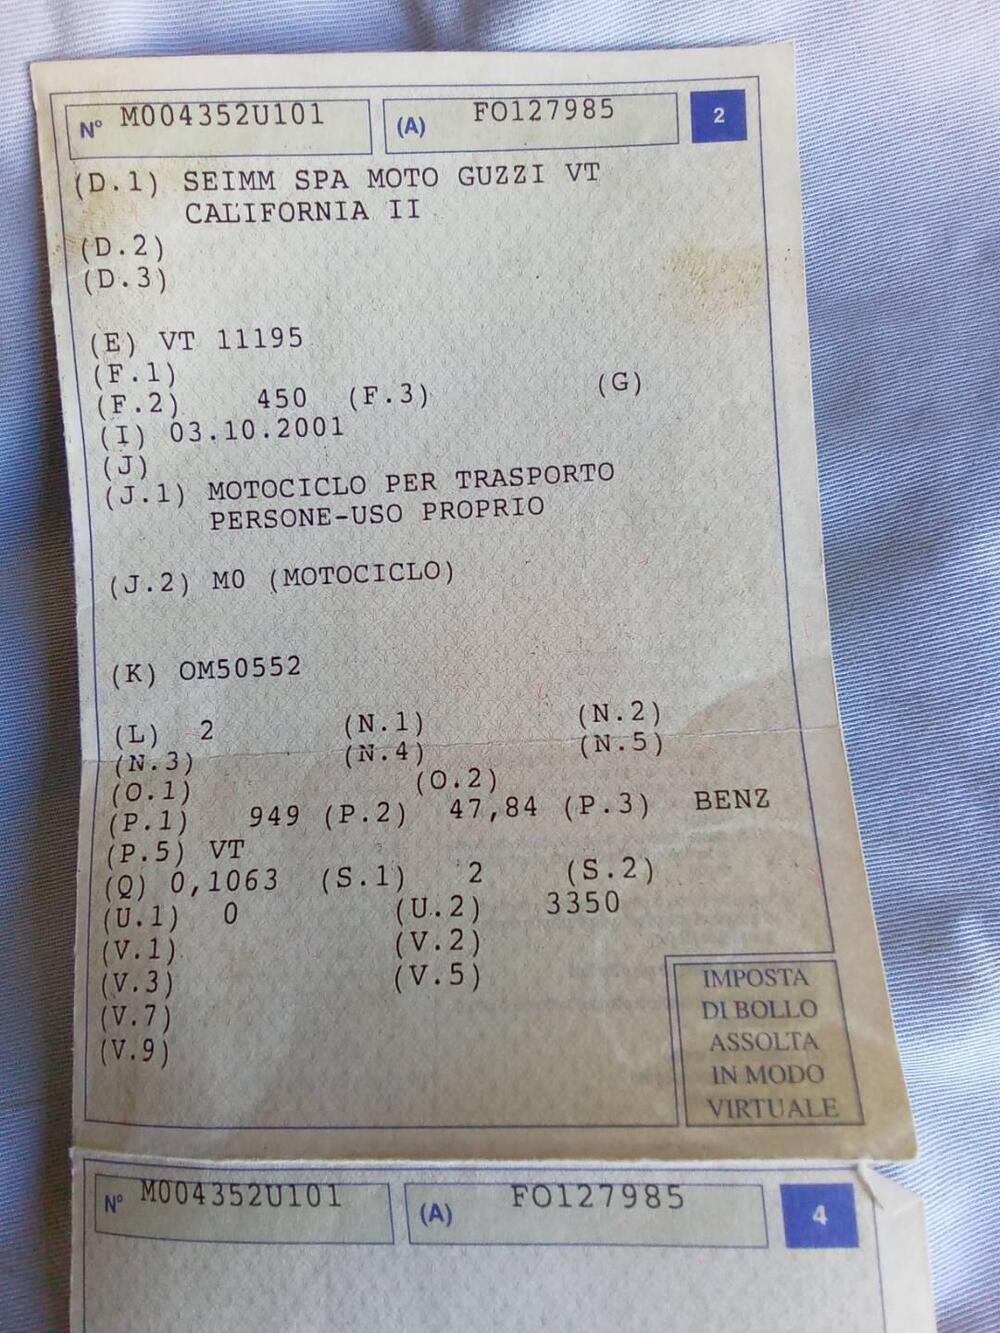 N° M004352U101 (A) FO127985 2
(D.1) SEIMM SPA MOTO GUZZI VT
CALIFORNIA II
(D.2)
(D.3)
(E) VT 11195
(F.1)
(F.2) 450 (F.3) (G)
(I) 03.10.2001
(J)
(J.1) MOTOCICLO PER TRASPORTO
PERSONE-USO PROPRIO
(J.2) M0 (MOTOCICLO)
(K) OM50552
(L) 2 (N.1) (N.2)
(N.3) (N.4) (N.5)
(O.1) (O.2)
(P.1) 949 (P.2) 47,84 (P.3) BENZ
(P.5) VT
(Q) 0,1063 (S.1) 2 (S.2)
(U.1) 0 (U.2) 3350
(V.1) (V.2)
(V.3) (V.5)
(V.7)
(V.9)
IMPOSTA
DI BOLLO
ASSOLTA
IN MODO
VIRTUALE
N° M004352U101 (A) FO127985 4